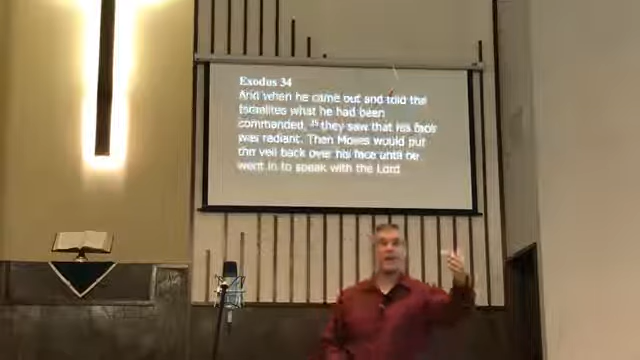 Exodus 34
And when he came out and told the
Israelites what he had been
commanded, 35 they saw that his face
was radiant. Then Moses would put
the veil back over his face until he
went in to speak with the Lord